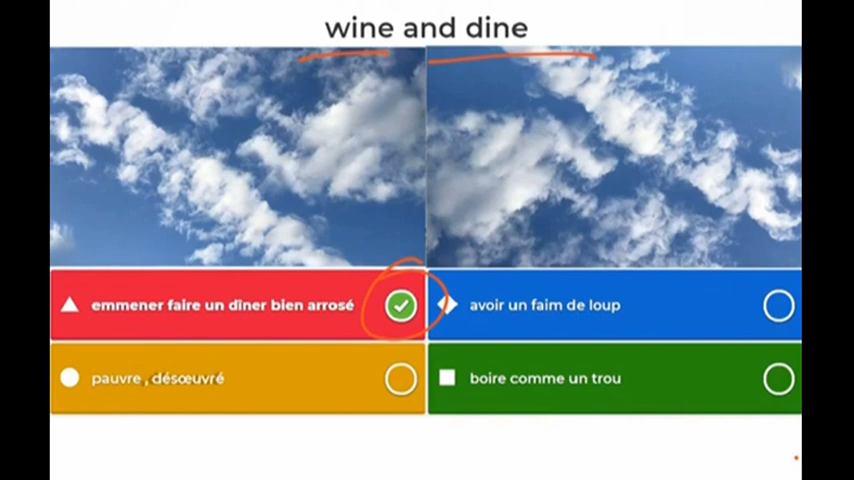 wine and dine
emmener faire un dîner bien arrosé
avoir un faim de loup
pauvre , désœuvré
boire comme un trou